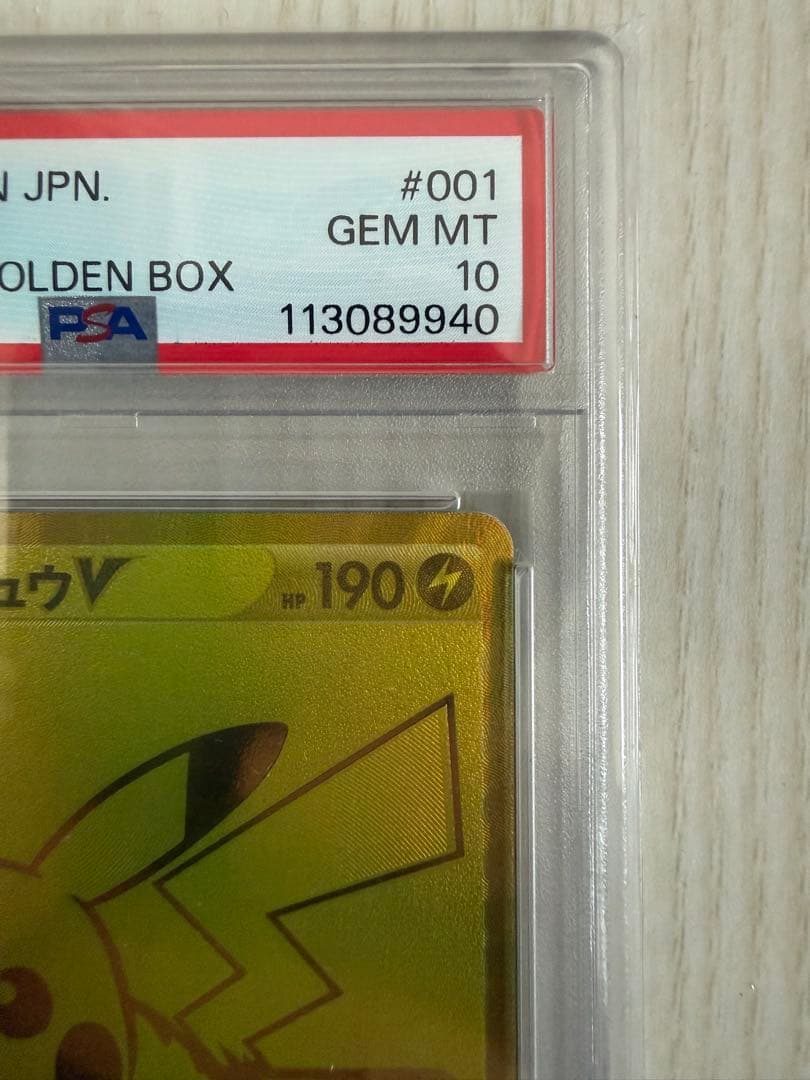 N JPN. #001
GEM MT
OLDEN BOX 10
PSA 113089940
ュウV HP 190